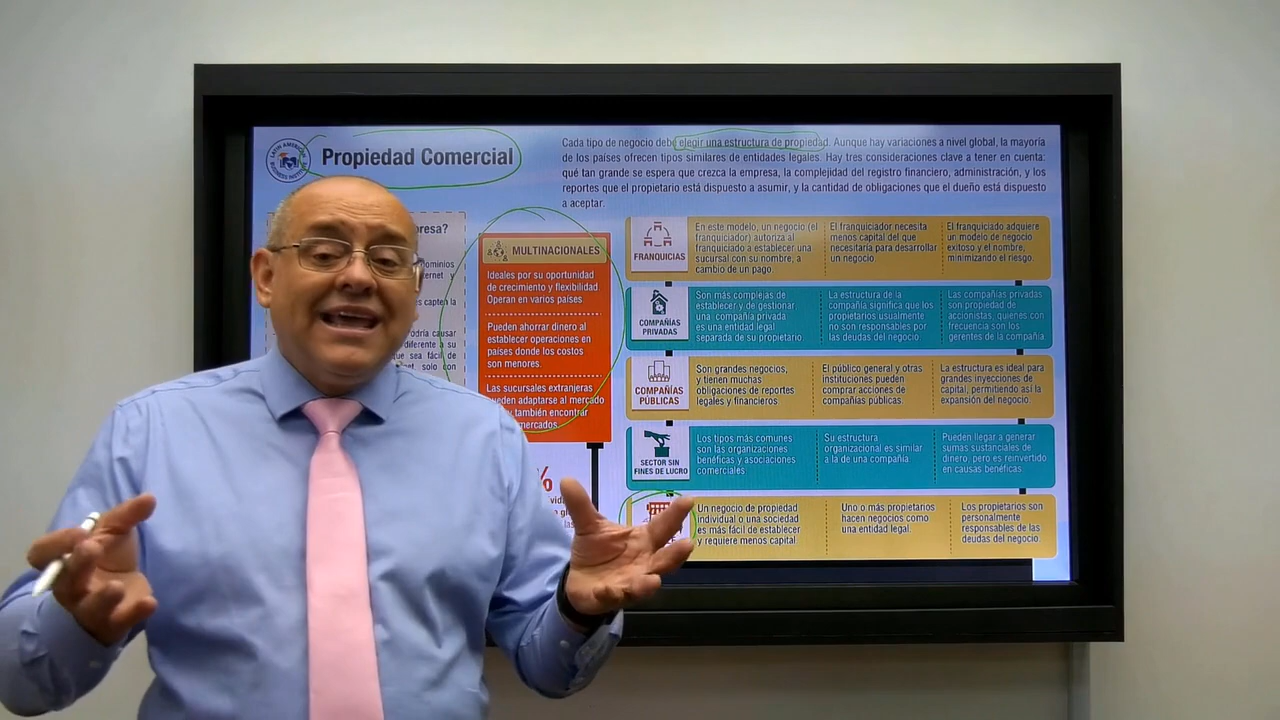 LATIN AMERICAN
BUSINESS INSTITUTE
Propiedad Comercial
Cada tipo de negocio debe elegir una estructura de propiedad. Aunque hay variaciones a nivel global, la mayoría
de los países ofrecen tipos similares de entidades legales. Hay tres consideraciones clave a tener en cuenta:
qué tan grande se espera que crezca la empresa, la complejidad del registro financiero, administración, y los
reportes que el propietario está dispuesto a asumir, y la cantidad de obligaciones que el dueño está dispuesto
a aceptar.
MULTINACIONALES
Ideales por su oportunidad
de crecimiento y flexibilidad.
Operan en varios países.
Pueden ahorrar dinero al
establecer operaciones en
países donde los costos
son menores.
Las sucursales extranjeras
adaptarse al mercado
y también encontrar
mercados.
%
FRANQUICIAS
En este modelo, un negocio (el
franquiciador) autoriza al
franquiciado a establecer una
sucursal con su nombre, a
cambio de un pago.
El franquiciador necesita
menos capital del que
necesitaría para desarrollar
un negocio.
El franquiciado adquiere
un modelo de negocio
exitoso y el nombre,
minimizando el riesgo.
COMPAÑÍAS
PRIVADAS
Son más complejas de
establecer y de gestionar
una compañía privada
es una entidad legal
separada de su propietario
La estructura de la
compañía significa que los
propietarios usualmente
no son responsables por
las deudas del negocio
Las compañías privadas
son propiedad de
accionistas, quienes con
frecuencia son los
gerentes de la compañía
COMPAÑÍAS
PÚBLICAS
Son grandes negocios,
y tienen muchas
obligaciones de reportes
legales y financieros
El público general y otras
instituciones pueden
comprar acciones de
compañías públicas.
La estructura es ideal para
grandes inyecciones de
capital, permitiendo así la
expansión del negocio.
SECTOR SIN
FINES DE LUCRO
Los tipos más comunes
son las organizaciones
benéficas y asociaciones
comerciales
Su estructura
organizacional es similar
a la de una compañía
Pueden llegar a generar
sumas sustanciales de
dinero, pero es reinvertido
en causas benéficas
Un negocio de propiedad
individual o una sociedad
es más fácil de establecer
y requiere menos capital
Uno o más propietarios
hacen negocios como
una entidad legal.
Los propietarios son
personalmente
responsables de las
deudas del negocio.